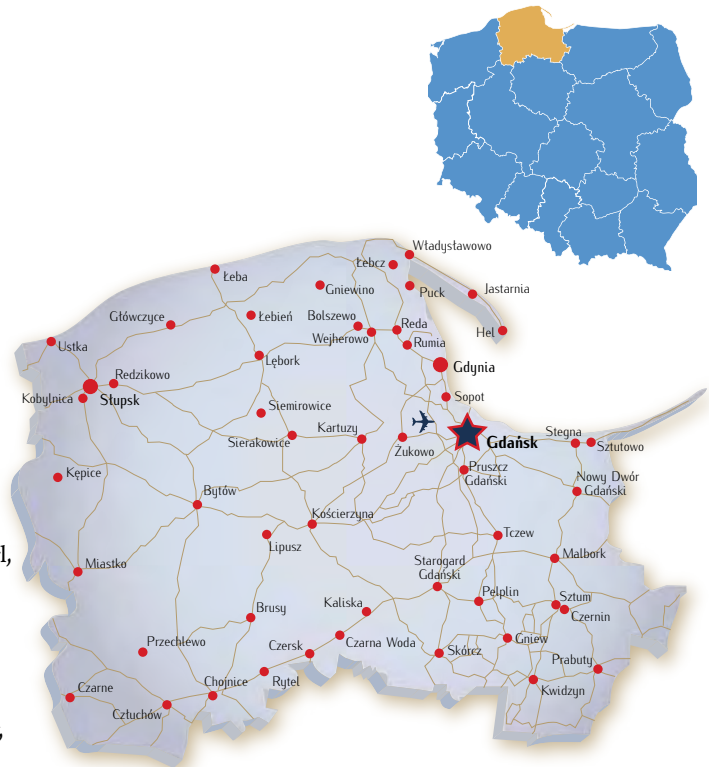 Władysławowo
Łebcz
Łeba
Gniewino
Puck
Jastarnia
Główczyce
Łebień
Bolszewo
Reda
Hel
Wejherowo
Rumia
Ustka
Lębork
Gdynia
Redzikowo
Kobylnica
Słupsk
Sopot
Siemirowice
Kartuzy
Sierakowice
Żukowo
Gdańsk
Stegna
Sztutowo
Kępice
Pruszcz
Gdański
Nowy Dwór
Gdański
Bytów
Kościerzyna
Lipusz
Tczew
l,
Miastko
Starogard
Gdański
Malbork
Pelplin
Sztum
Brusy
Kaliska
Czernin
Przechlewo
Czersk
Czarna Woda
Skórcz
Gniew
Prabuty
Czarne
Chojnice
Rytel
Kwidzyn
Człuchów
,